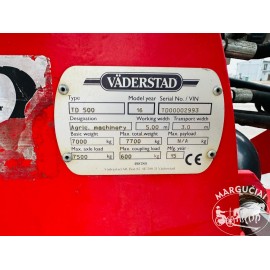 VÄDERSTAD
Type Model year Serial No. / VIN
TD 500 16 TD00002993
Designation Working width Transport width
Agric. machinery 5.00 m 3.0 m
Basic weight Max. total weight Max. payload
7000 kg 7700 kg N/A kg
Max. axle load Max. coupling load Mfg year
7500 kg 600 kg 15 CE
MARGUCIAI